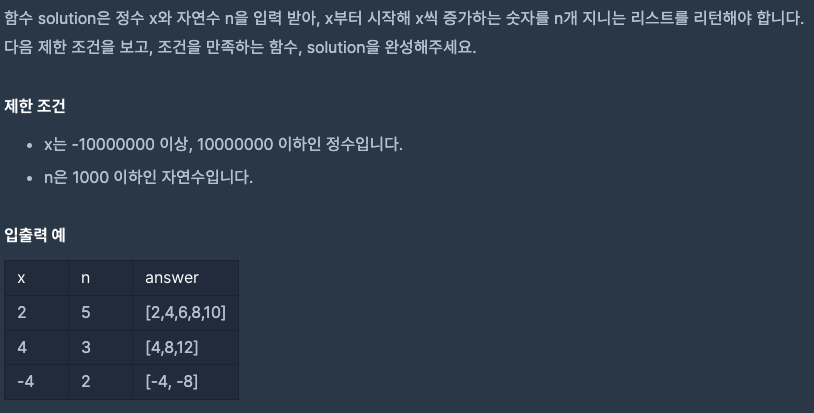 함수 solution은 정수 x와 자연수 n을 입력 받아, x부터 시작해 x씩 증가하는 숫자를 n개 지니는 리스트를 리턴해야 합니다.
다음 제한 조건을 보고, 조건을 만족하는 함수, solution을 완성해주세요.
제한 조건
• x는 -10000000 이상, 10000000 이하인 정수입니다.
• n은 1000 이하인 자연수입니다.
입출력 예
x n answer
2 5 [2,4,6,8,10]
4 3 [4,8,12]
-4 2 [-4, -8]